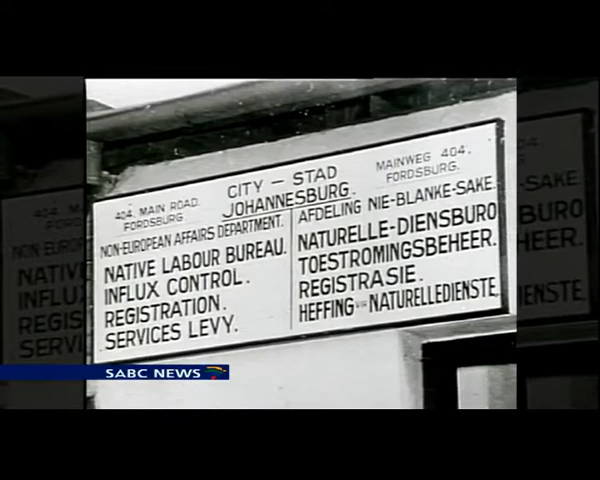 CITY – STAD
JOHANNESBURG.
404. MAIN ROAD.
FORDSBURG.
MAINWEG 404.
FORDSBURG.
NON-EUROPEAN AFFAIRS DEPARTMENT.
NATIVE LABOUR BUREAU.
INFLUX CONTROL.
REGISTRATION.
SERVICES LEVY.
AFDELING NIE-BLANKE-SAKE.
NATURELLE-DIENSBURO
TOESTROMINGSBEHEER.
REGISTRASIE.
HEFFING VIR NATURELLEDIENSTE.
SABC NEWS